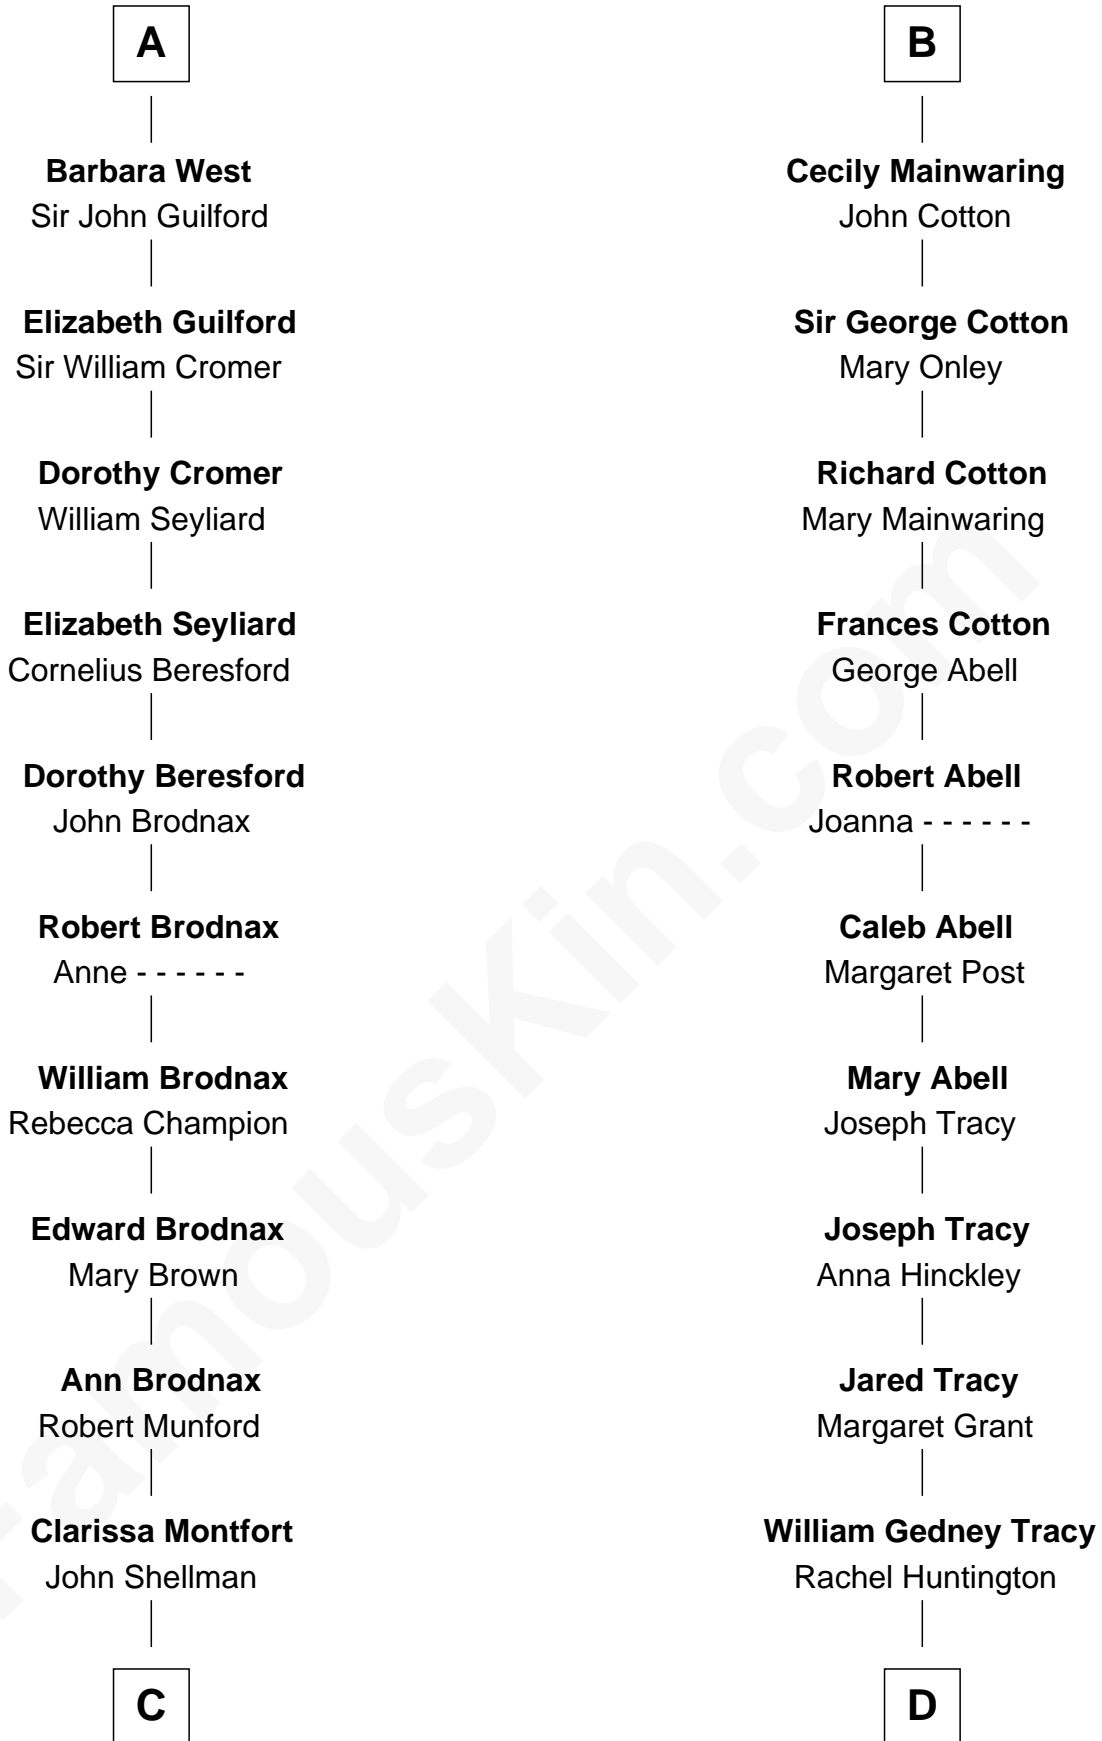 A
Barbara West
Sir John Guilford
Elizabeth Guilford
Sir William Cromer
Dorothy Cromer
William Seyliard
Elizabeth Seyliard
Cornelius Beresford
Dorothy Beresford
John Brodnax
Robert Brodnax
Anne - - - - - -
William Brodnax
Rebecca Champion
Edward Brodnax
Mary Brown
Ann Brodnax
Robert Munford
Clarissa Montfort
John Shellman
C
B
Cecily Mainwaring
John Cotton
Sir George Cotton
Mary Onley
Richard Cotton
Mary Mainwaring
Frances Cotton
George Abell
Robert Abell
Joanna - - - - - -
Caleb Abell
Margaret Post
Mary Abell
Joseph Tracy
Joseph Tracy
Anna Hinckley
Jared Tracy
Margaret Grant
William Gedney Tracy
Rachel Huntington
D
FamousKin.com